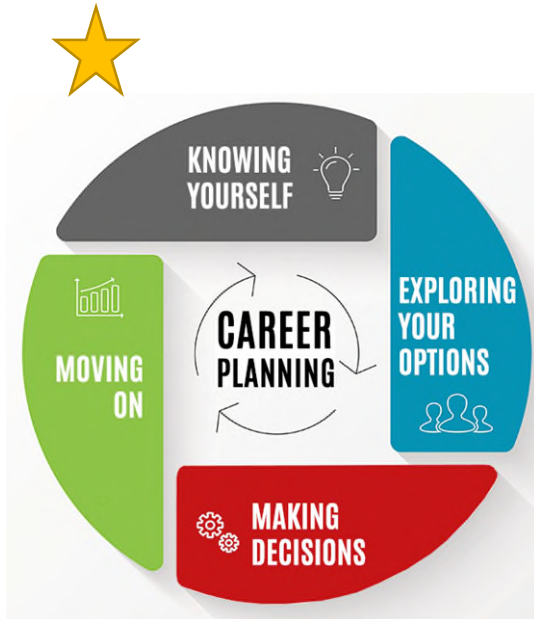 KNOWING
YOURSELF
EXPLORING
YOUR
OPTIONS
MAKING
DECISIONS
MOVING
ON
CAREER
PLANNING